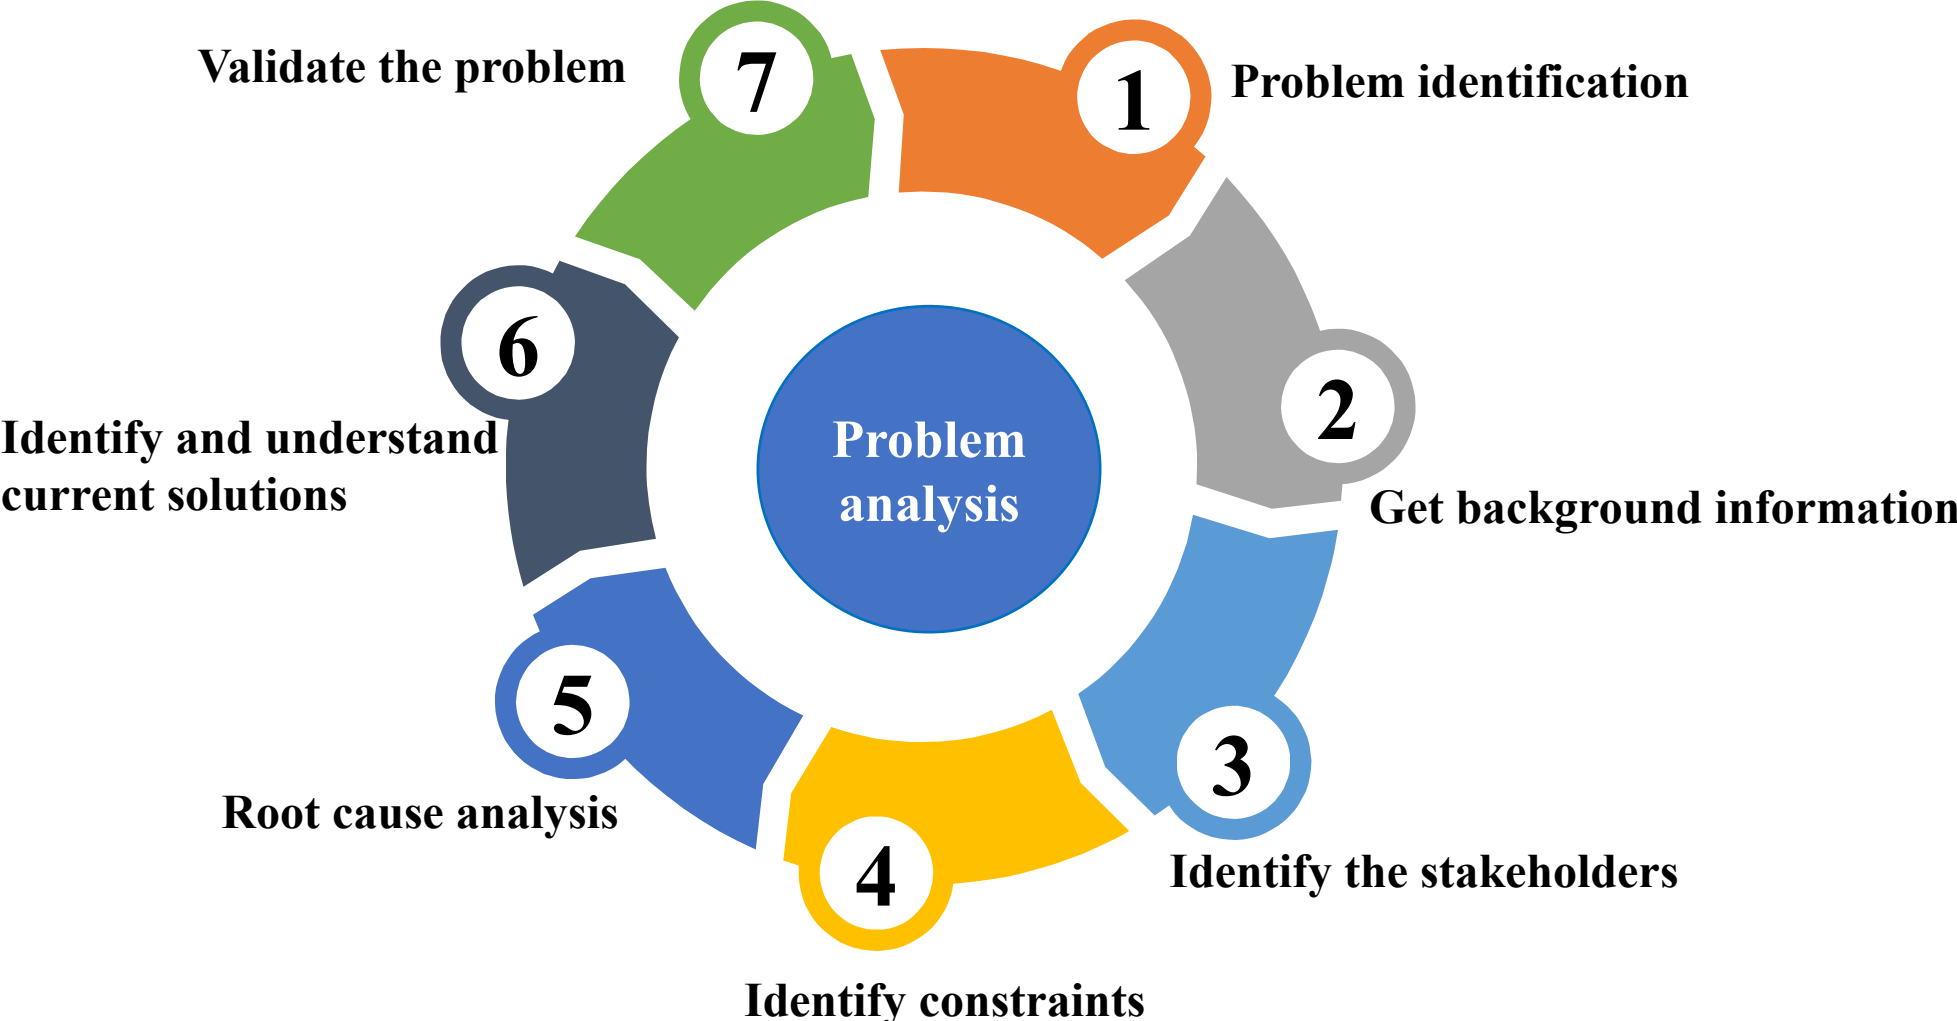 Problem analysis
1
Problem identification
2
Get background information
3
Identify the stakeholders
4
Identify constraints
5
Root cause analysis
6
Identify and understand
current solutions
7
Validate the problem